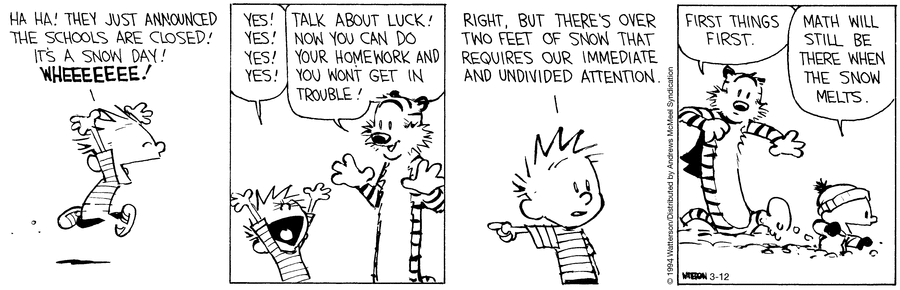 HA HA! THEY JUST ANNOUNCED
THE SCHOOLS ARE CLOSED!
IT'S A SNOW DAY!
WHEEEEEEE!
YES!
YES!
YES!
YES!
TALK ABOUT LUCK!
NOW YOU CAN DO
YOUR HOMEWORK AND
YOU WON'T GET IN
TROUBLE!
RIGHT, BUT THERE'S OVER
TWO FEET OF SNOW THAT
REQUIRES OUR IMMEDIATE
AND UNDIVIDED ATTENTION.
© 1994 Watterson/Distributed by Andrews McMeel Syndication
FIRST THINGS
FIRST.
MATH WILL
STILL BE
THERE WHEN
THE SNOW
MELTS.
WATTERSON 3-12